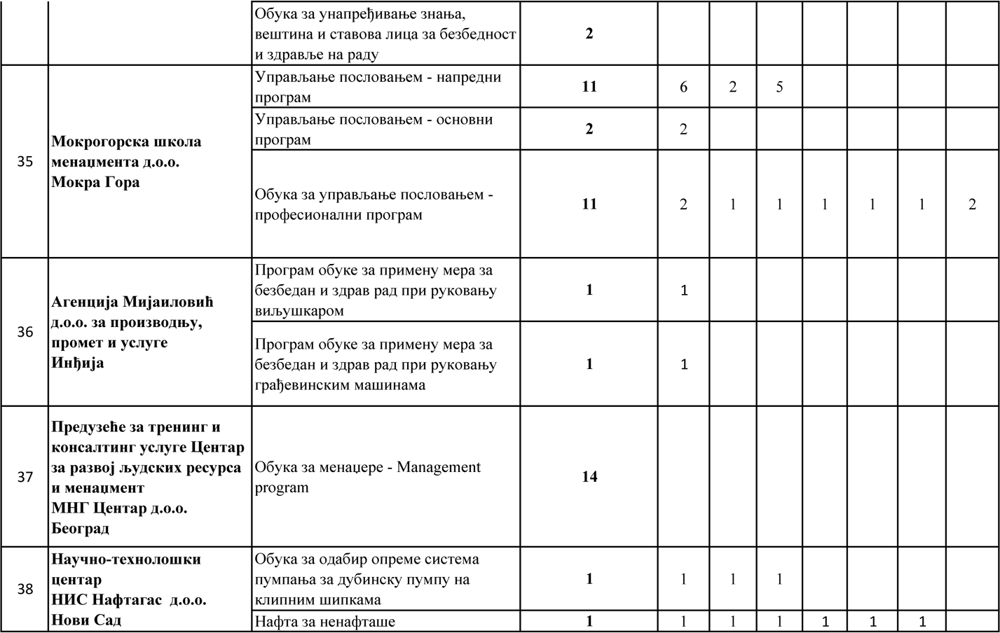 Обука за унапређивање знања,
вештина и ставова лица за безбедност
и здравље на раду
2
35
Мокрогорска школа
менаџмента д.о.о.
Мокра Гора
Управљање пословањем - напредни
програм
11 6 2 5
Управљање пословањем - основни
програм
2 2
Обука за управљање пословањем -
професионални програм
11 2 1 1 1 1 1 2
36
Агенција Мијаиловић
д.о.о. за производњу,
промет и услуге
Инђија
Програм обуке за примену мера за
безбедан и здрав рад при руковању
виљушкаром
1 1
Програм обуке за примену мера за
безбедан и здрав рад при руковању
грађевинским машинама
1 1
37
Предузеће за тренинг и
консалтинг услуге Центар
за развој људских ресурса
и менаџмент
МНГ Центар д.о.о.
Београд
Обука за менаџере - Management
program
14
38
Научно-технолошки
центар
НИС Нафтагас д.о.о.
Нови Сад
Обука за одабир опреме система
пумпања за дубинску пумпу на
клипним шипкама
1 1 1 1
Нафта за ненафташе
1 1 1 1 1 1 1